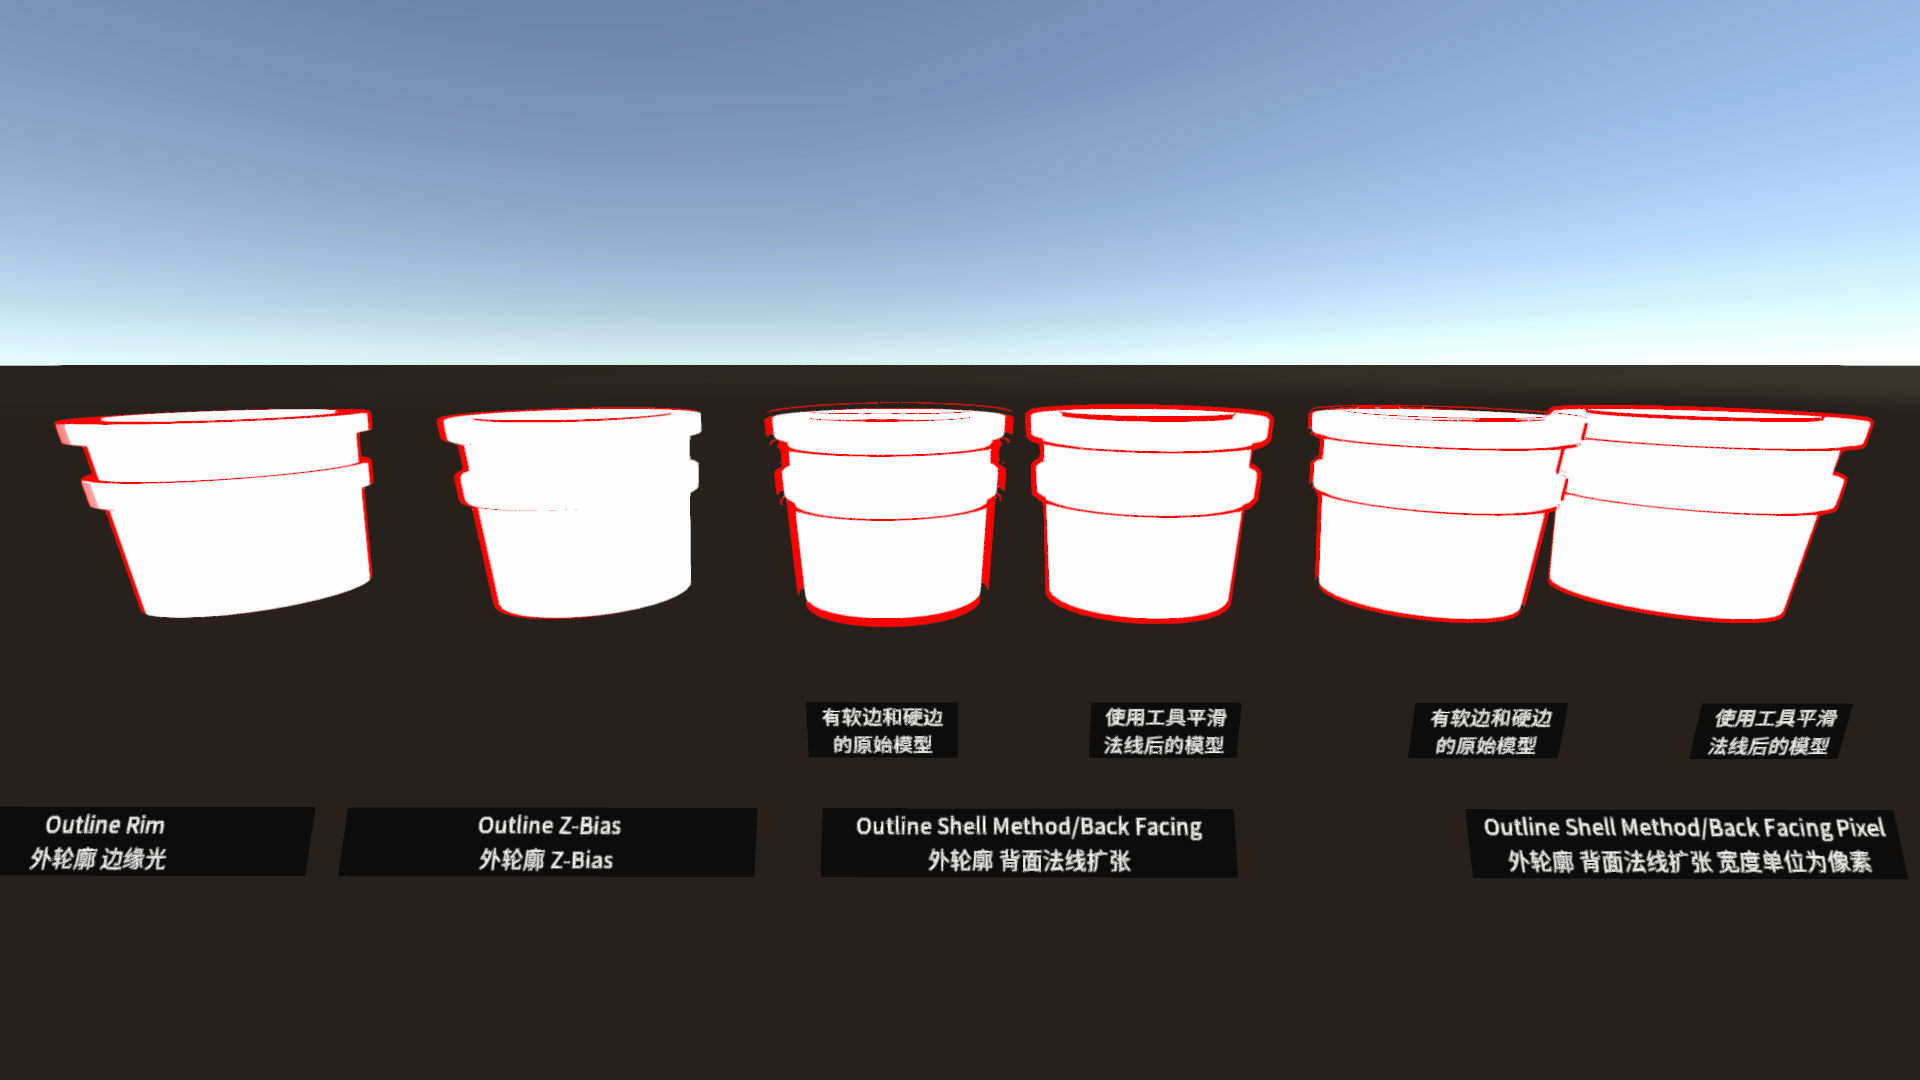 有软边和硬边
的原始模型
使用工具平滑
法线后的模型
有软边和硬边
的原始模型
使用工具平滑
法线后的模型
Outline Rim
外轮廓 边缘光
Outline Z-Bias
外轮廓 Z-Bias
Outline Shell Method/Back Facing
外轮廓 背面法线扩张
Outline Shell Method/Back Facing Pixel
外轮廓 背面法线扩张 宽度单位为像素